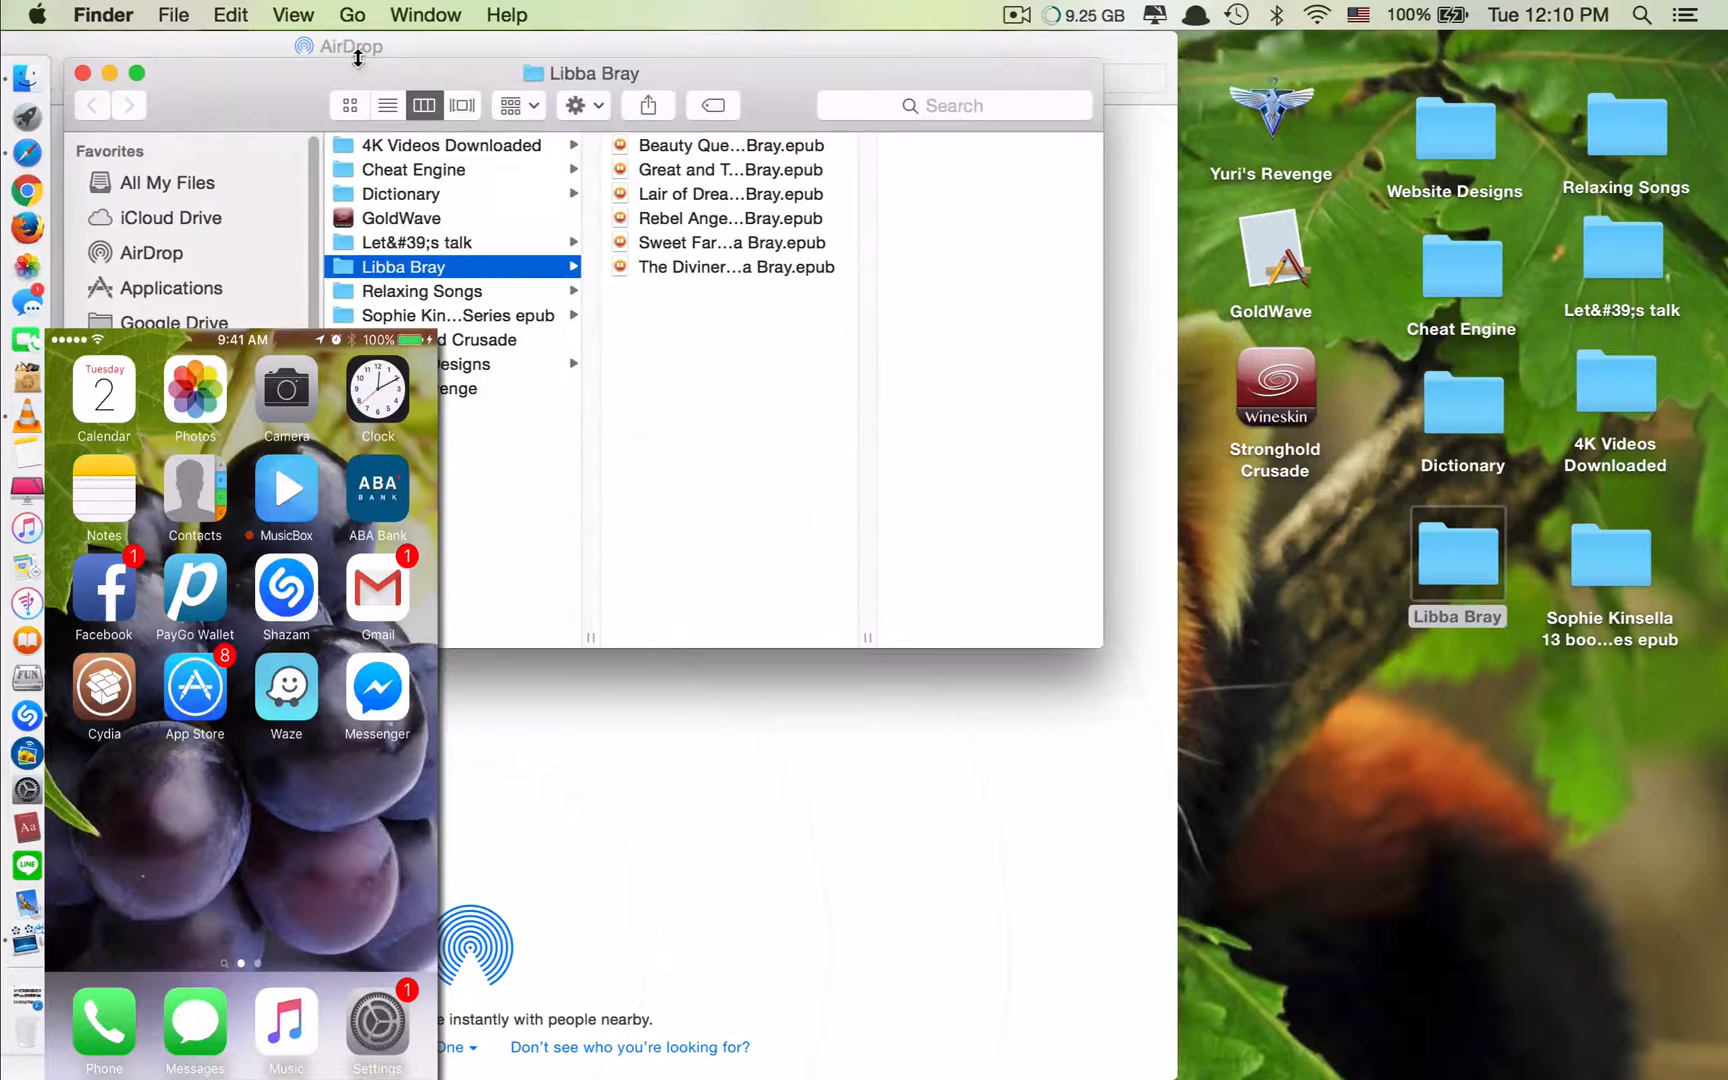 Finder File Edit View Go Window Help 9.25 GB 100% Tue 12:10 PM
AirDrop
Libba Bray
Search
Favorites
All My Files
iCloud Drive
AirDrop
Applications
Google Drive
4K Videos Downloaded
Cheat Engine
Dictionary
GoldWave
Let&#39;s talk
Libba Bray
Relaxing Songs
Sophie Kin...Series epub
d Crusade
esigns
enge
Beauty Que...Bray.epub
Great and T...Bray.epub
Lair of Drea...Bray.epub
Rebel Ange...Bray.epub
Sweet Far...a Bray.epub
The Diviner...a Bray.epub
9:41 AM 100%
Tuesday
2
Calendar Photos Camera Clock
ABA'
BANK
Notes Contacts MusicBox ABA Bank
1 1
Facebook PayGo Wallet Shazam Gmail
8
Cydia App Store Waze Messenger
1
Phone Messages Music Settings
e instantly with people nearby.
One Don't see who you're looking for?
Yuri's Revenge
Website Designs
Relaxing Songs
GoldWave
Cheat Engine
Let&#39;s talk
Wineskin
Stronghold
Crusade
Dictionary
4K Videos
Downloaded
Libba Bray
Sophie Kinsella
13 boo...es epub
1
FUN
Aa
LINE